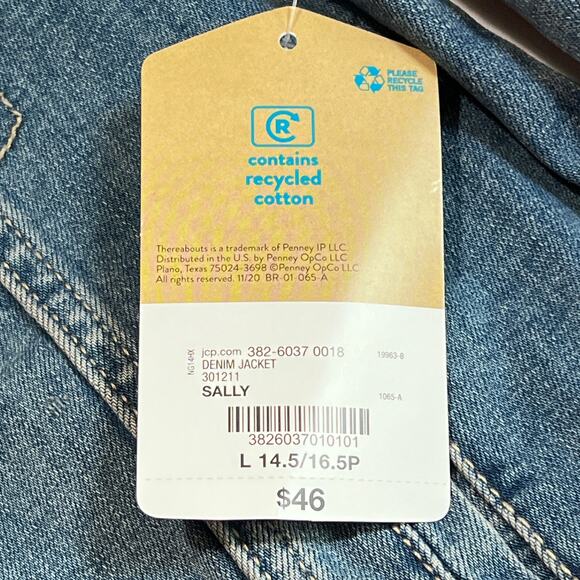 PLEASE
RECYCLE
THIS TAG
R
contains
recycled
cotton
Thereabouts is a trademark of Penney IP LLC.
Distributed in the U.S. by Penney OpCo LLC
Plano, Texas 75024-3698 ©Penney OpCo LLC
All rights reserved. 11/20 BR-01-065-A
NG14HX
jcp.com 382-6037 0018 19963-B
DENIM JACKET
301211
SALLY 1065-A
3826037010101
L 14.5/16.5P
$46